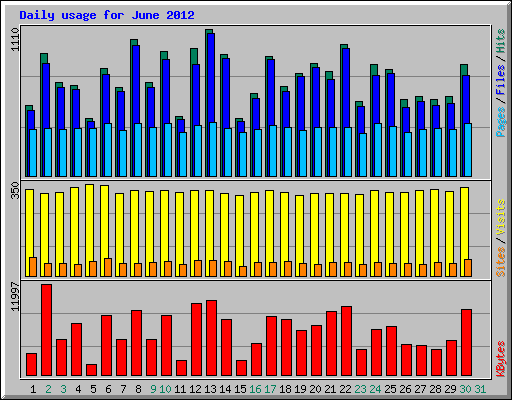 Daily usage for June 2012
1110
Pages / Files / Hits
350
Sites / Visits
11997
KBytes
1 2 3 4 5 6 7 8 9 10 11 12 13 14 15 16 17 18 19 20 21 22 23 24 25 26 27 28 29 30 31